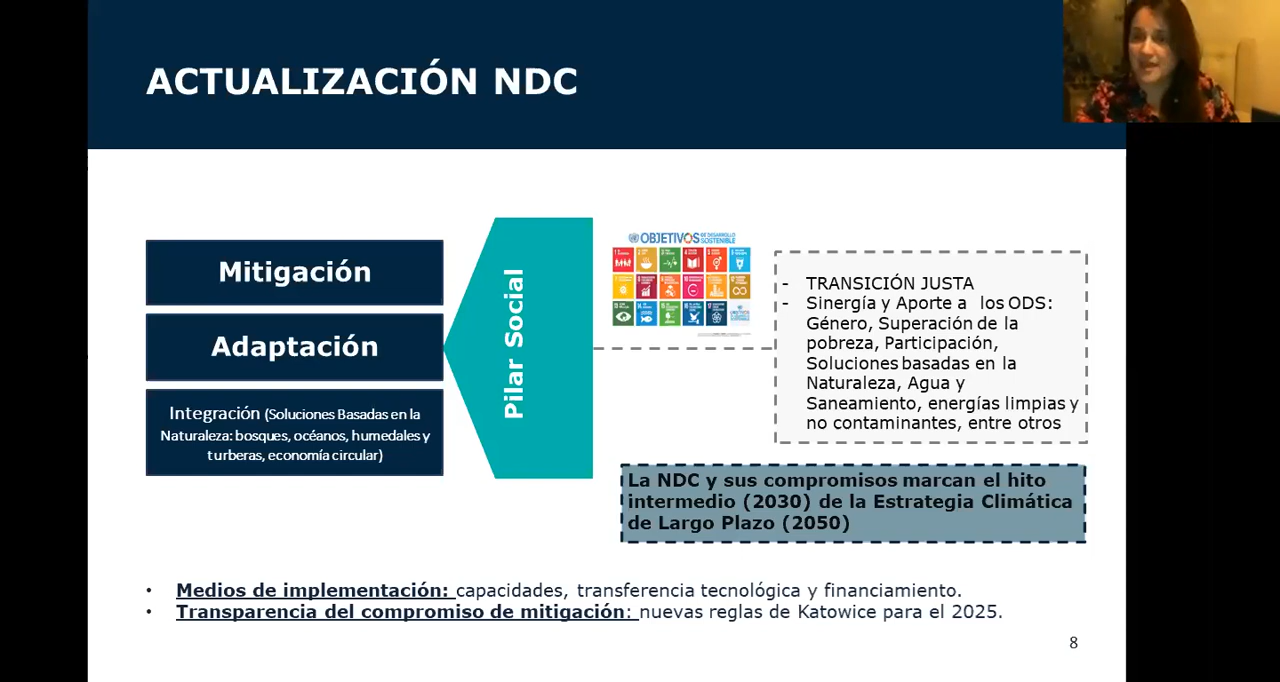 ACTUALIZACIÓN NDC
Mitigación
Adaptación
Integración (Soluciones Basadas en la
Naturaleza: bosques, océanos, humedales y
turberas, economía circular)
Pilar Social
OBJETIVOS DE DESARROLLO
SOSTENIBLE
- TRANSICIÓN JUSTA
- Sinergía y Aporte a los ODS:
Género, Superación de la
pobreza, Participación,
Soluciones basadas en la
Naturaleza, Agua y
Saneamiento, energías limpias y
no contaminantes, entre otros
La NDC y sus compromisos marcan el hito
intermedio (2030) de la Estrategia Climática
de Largo Plazo (2050)
• Medios de implementación: capacidades, transferencia tecnológica y financiamiento.
• Transparencia del compromiso de mitigación: nuevas reglas de Katowice para el 2025.
8